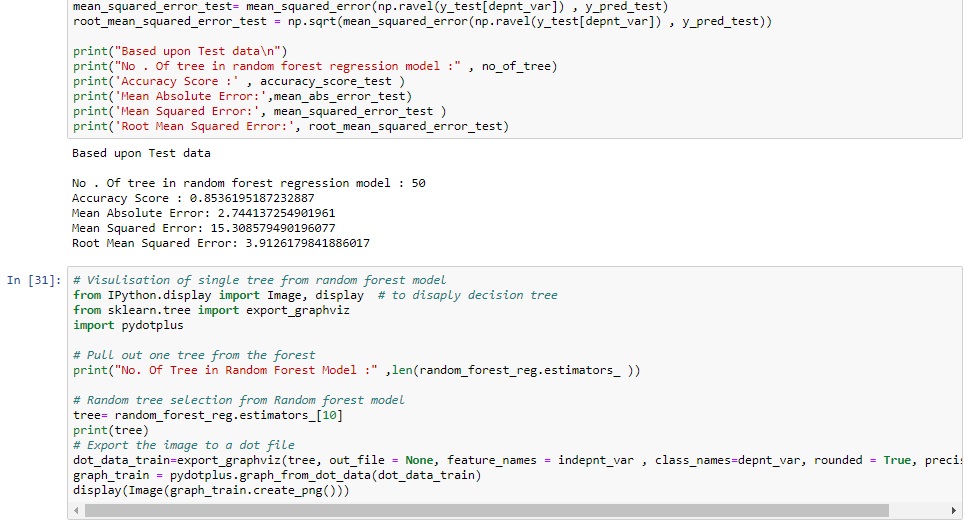 mean_squared_error_test= mean_squared_error(np.ravel(y_test[depnt_var]) , y_pred_test)
root_mean_squared_error_test = np.sqrt(mean_squared_error(np.ravel(y_test[depnt_var]) , y_pred_test))
print("Based upon Test data\n")
print("No . Of tree in random forest regression model :" , no_of_tree)
print('Accuracy Score :' , accuracy_score_test )
print('Mean Absolute Error:',mean_abs_error_test)
print('Mean Squared Error:', mean_squared_error_test )
print('Root Mean Squared Error:', root_mean_squared_error_test)
Based upon Test data
No . Of tree in random forest regression model : 50
Accuracy Score : 0.8536195187232887
Mean Absolute Error: 2.744137254901961
Mean Squared Error: 15.308579490196077
Root Mean Squared Error: 3.9126179841886017
In [31]: # Visulisation of single tree from random forest model
from IPython.display import Image, display  # to disaply decision tree
from sklearn.tree import export_graphviz
import pydotplus
# Pull out one tree from the forest
print("No. Of Tree in Random Forest Model :" ,len(random_forest_reg.estimators_ ))
# Random tree selection from Random forest model
tree= random_forest_reg.estimators_[10]
print(tree)
# Export the image to a dot file
dot_data_train=export_graphviz(tree, out_file = None, feature_names = indepnt_var , class_names=depnt_var, rounded = True, preci
graph_train = pydotplus.graph_from_dot_data(dot_data_train)
display(Image(graph_train.create_png()))